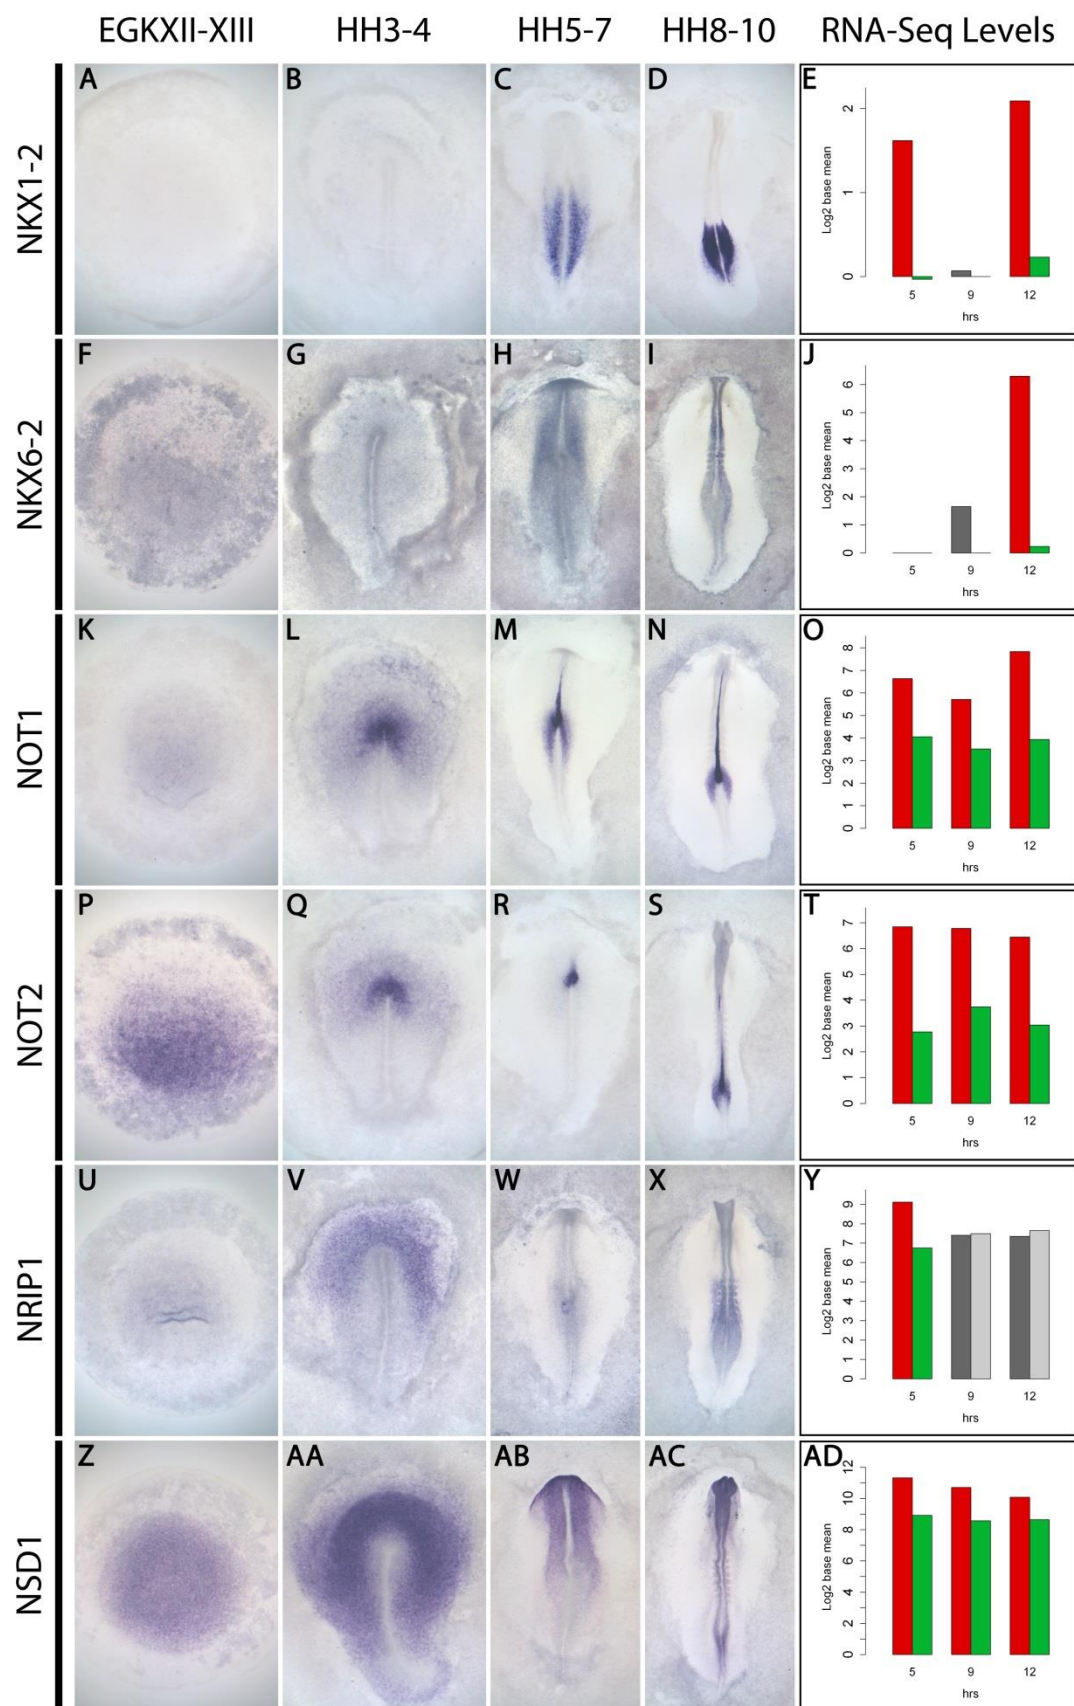 EGKXII-XIII HH3-4 HH5-7 HH8-10 RNA-Seq Levels
NKX1-2
A B C D E
Log2 base mean
2
1
0
5 9 12
hrs
NKX6-2
F G H I J
Log2 base mean
6
5
4
3
2
1
0
5 9 12
hrs
NOT1
K L M N O
Log2 base mean
8
7
6
5
4
3
2
1
0
5 9 12
hrs
NOT2
P Q R S T
Log2 base mean
7
6
5
4
3
2
1
0
5 9 12
hrs
NRIP1
U V W X Y
Log2 base mean
9
8
7
6
5
4
3
2
1
0
5 9 12
hrs
NSD1
Z AA AB AC AD
Log2 base mean
12
10
8
6
4
2
0
5 9 12
hrs